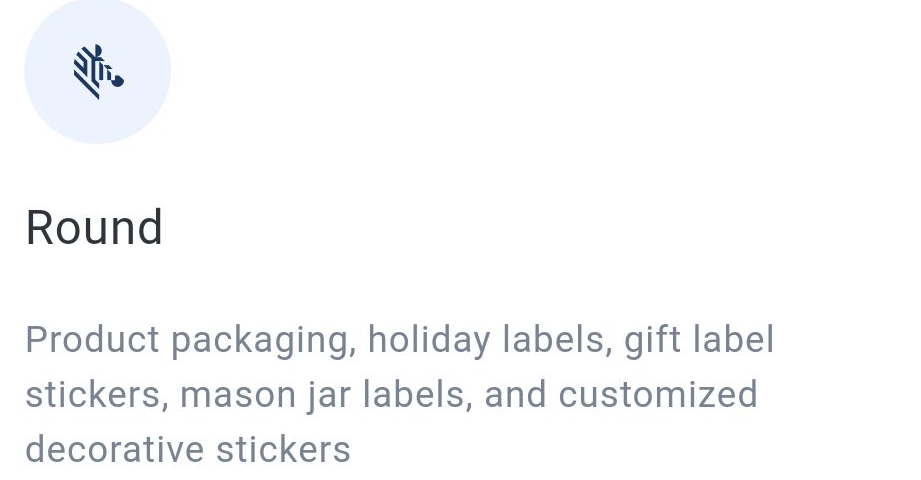 Round
Product packaging, holiday labels, gift label
stickers, mason jar labels, and customized
decorative stickers